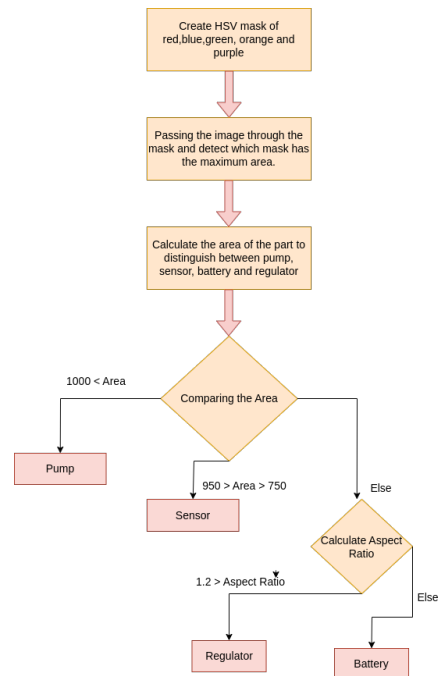 Create HSV mask of
red,blue,green, orange and
purple
Passing the image through the
mask and detect which mask has
the maximum area.
Calculate the area of the part to
distinguish between pump,
sensor, battery and regulator
1000 < Area
Comparing the Area
Pump
950 > Area > 750
Else
Sensor
Calculate Aspect
Ratio
1.2 > Aspect Ratio
Else
Regulator
Battery